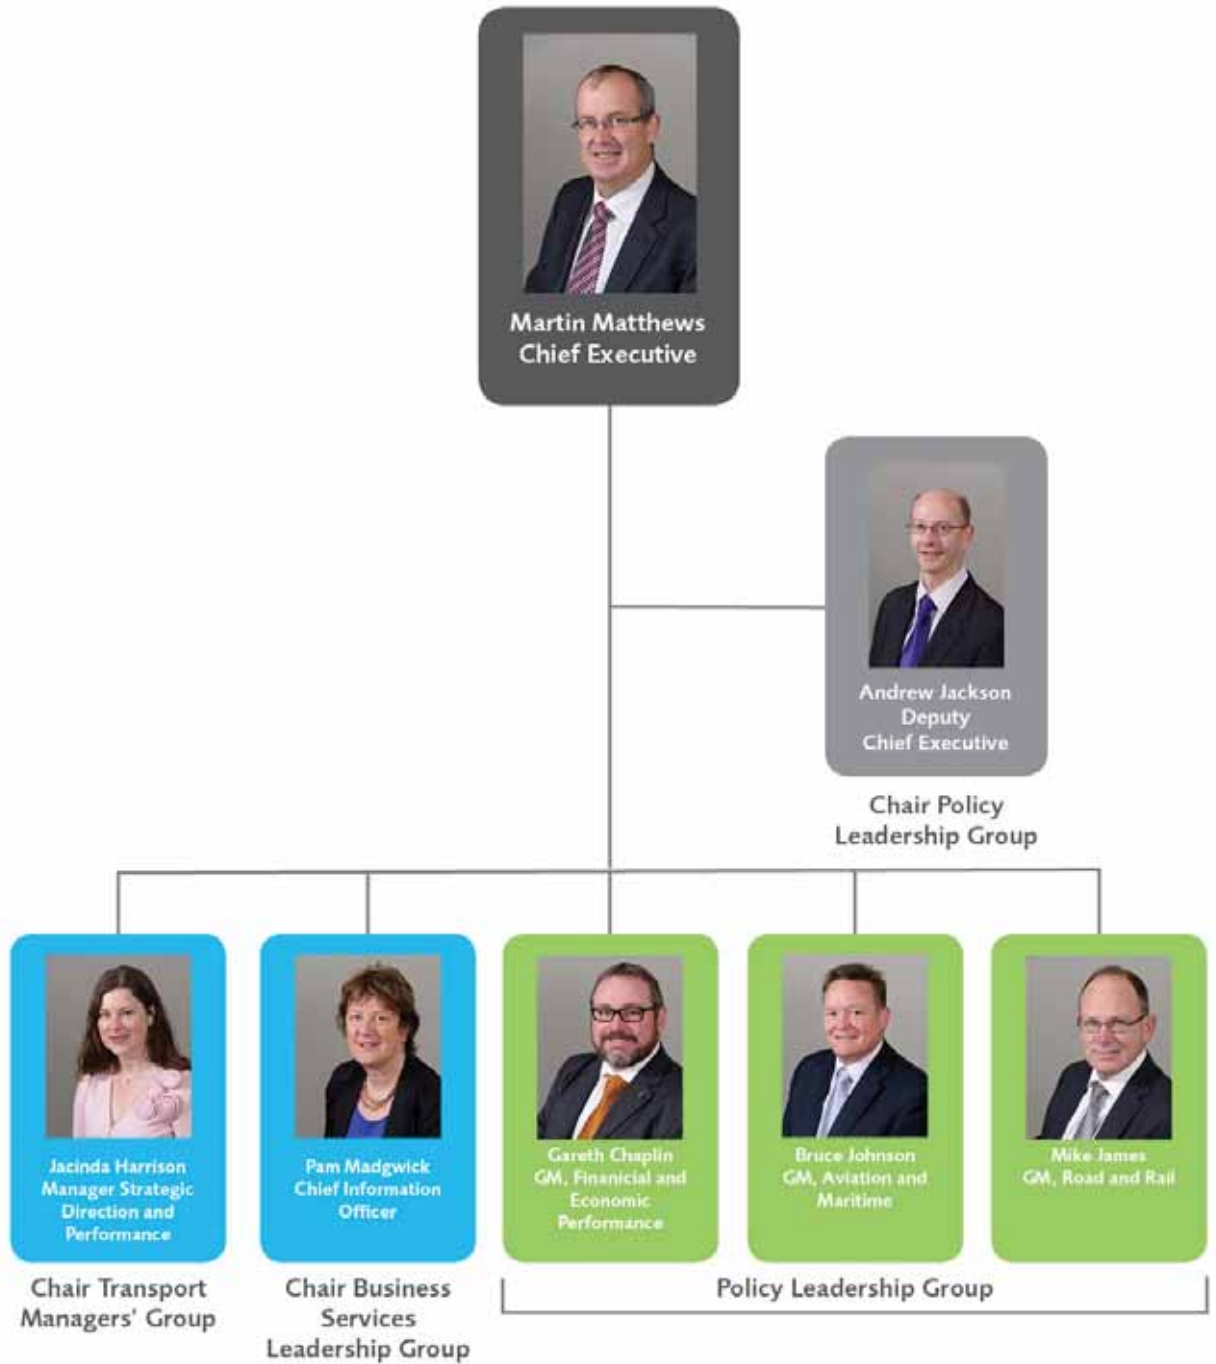 Martin Matthews
Chief Executive
Andrew Jackson
Deputy
Chief Executive
Chair Policy
Leadership Group
Jacinda Harrison
Manager Strategic
Direction and
Performance
Chair Transport
Managers' Group
Pam Madgwick
Chief Information
Officer
Chair Business
Services
Leadership Group
Gareth Chaplin
GM, Finanicial and
Economic
Performance
Bruce Johnson
GM, Aviation and
Maritime
Mike James
GM, Road and Rail
Policy Leadership Group